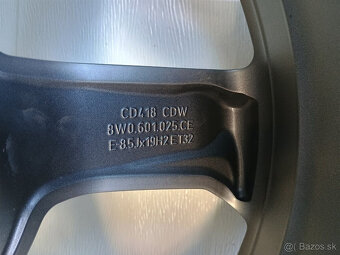 CD418 CDW
8W0.601.025.CE
E-8.5Jx19H2 ET32
© Bazos.sk